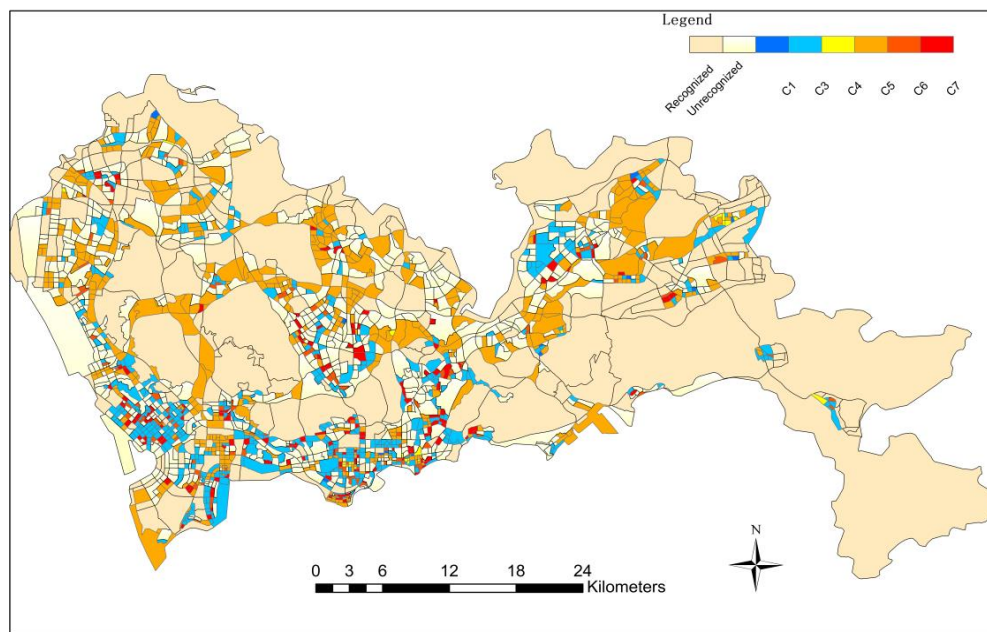 Legend
Recognized
Unrecognized
C1
C3
C4
C5
C6
C7
N
0 3 6 12 18 24
Kilometers